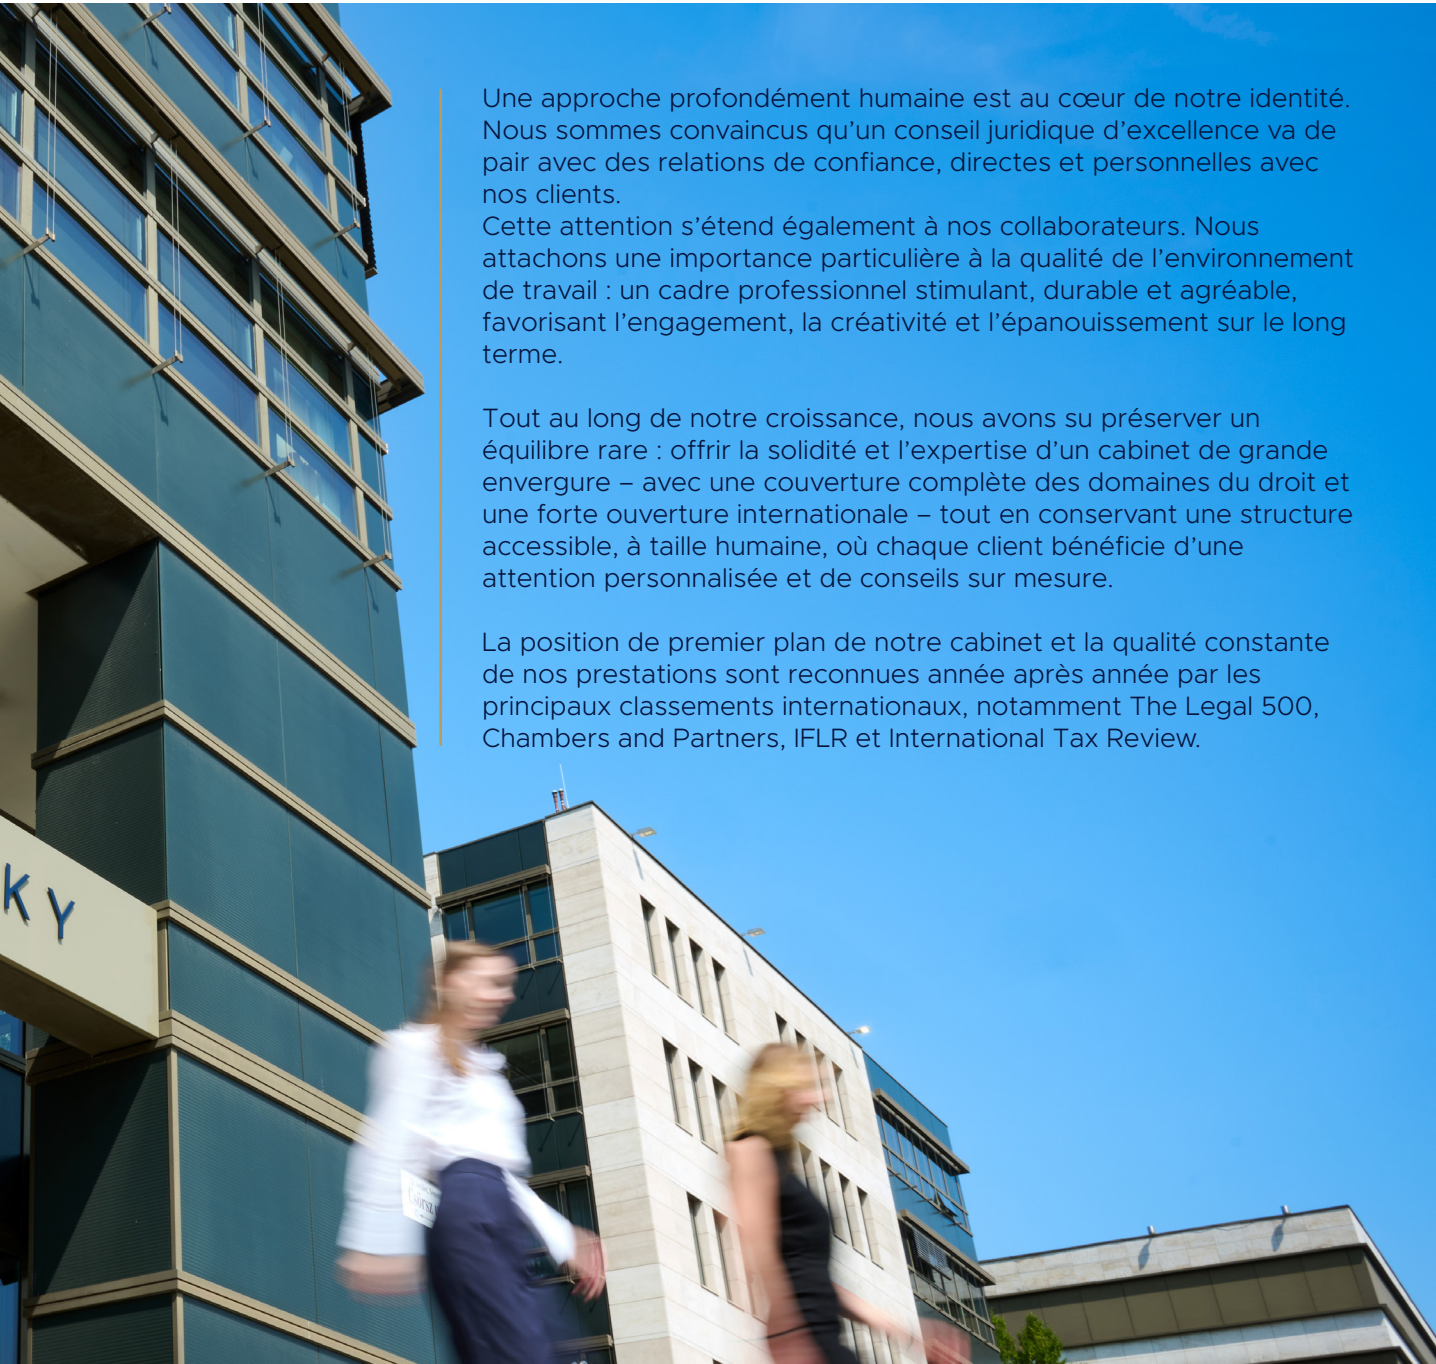 Une approche profondément humaine est au cœur de notre identité.
Nous sommes convaincus qu’un conseil juridique d’excellence va de
pair avec des relations de confiance, directes et personnelles avec
nos clients.
Cette attention s’étend également à nos collaborateurs. Nous
attachons une importance particulière à la qualité de l’environnement
de travail : un cadre professionnel stimulant, durable et agréable,
favorisant l’engagement, la créativité et l’épanouissement sur le long
terme.
Tout au long de notre croissance, nous avons su préserver un
équilibre rare : offrir la solidité et l’expertise d’un cabinet de grande
envergure – avec une couverture complète des domaines du droit et
une forte ouverture internationale – tout en conservant une structure
accessible, à taille humaine, où chaque client bénéficie d’une
attention personnalisée et de conseils sur mesure.
La position de premier plan de notre cabinet et la qualité constante
de nos prestations sont reconnues année après année par les
principaux classements internationaux, notamment The Legal 500,
Chambers and Partners, IFLR et International Tax Review.
KY